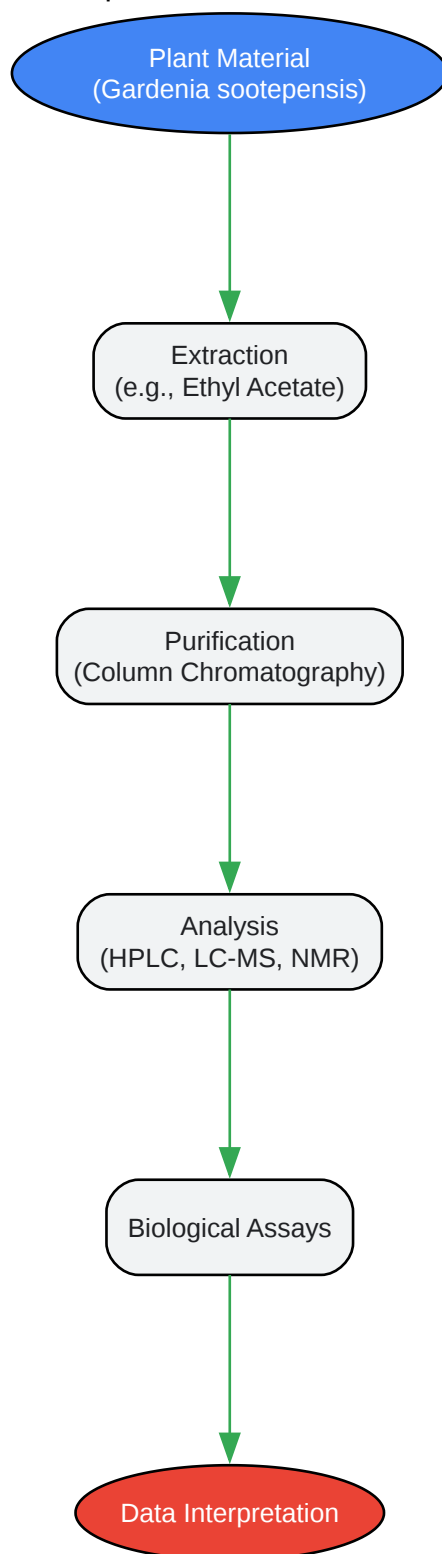 Plant Material
(Gardenia sootepensis)
Extraction
(e.g., Ethyl Acetate)
Purification
(Column Chromatography)
Analysis
(HPLC, LC-MS, NMR)
Biological Assays
Data Interpretation